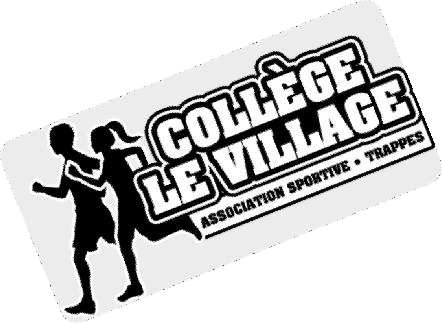 COLLÈGE
LE VILLAGE
ASSOCIATION SPORTIVE • TRAPPES